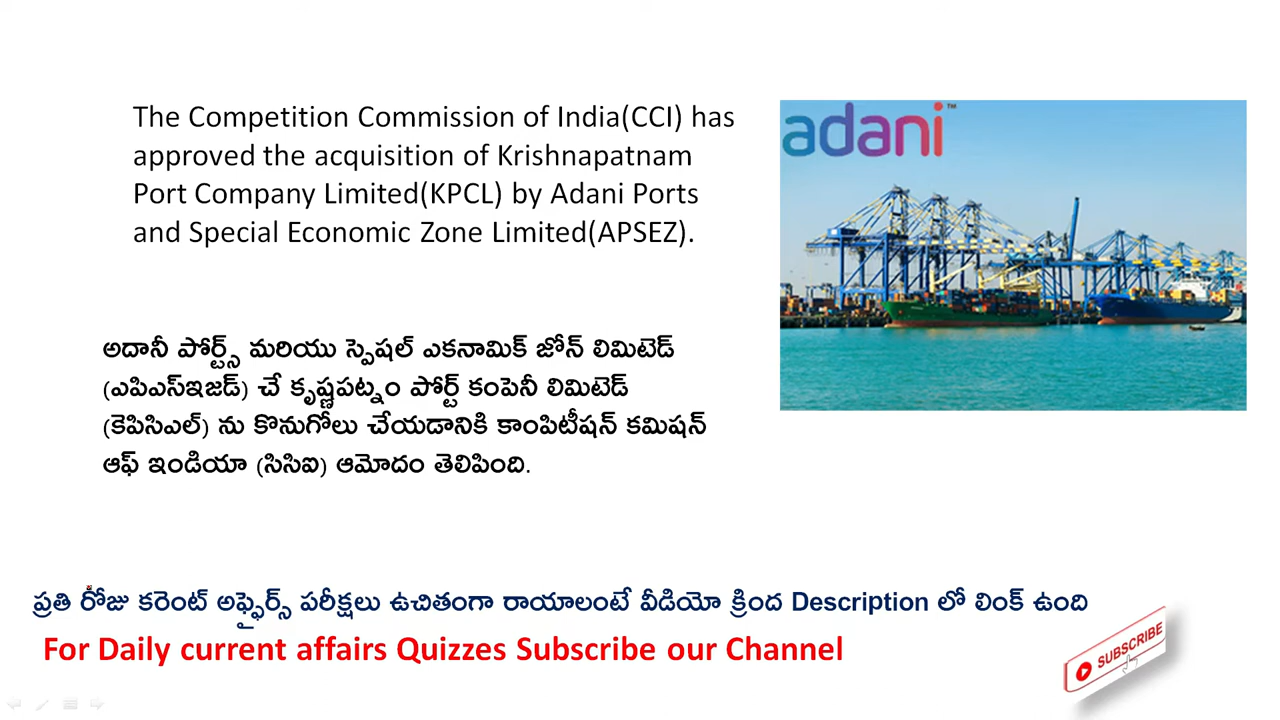 The Competition Commission of India(CCI) has
approved the acquisition of Krishnapatnam
Port Company Limited(KPCL) by Adani Ports
and Special Economic Zone Limited(APSEZ).
adani™
అదానీ పోర్ట్స్ మరియు స్పెషల్ ఎకనామిక్ జోన్ లిమిటెడ్
(ఎపిఎస్ఇజడ్) చే కృష్ణపట్నం పోర్ట్ కంపెనీ లిమిటెడ్
(కెపిసిఎల్) ను కొనుగోలు చేయడానికి కాంపిటీషన్ కమిషన్
ఆఫ్ ఇండియా (సిసిఐ) ఆమోదం తెలిపింది.
ప్రతి రోజు కరెంట్ అఫ్ఫైర్స్ పరీక్షలు ఉచితంగా రాయాలంటే వీడియో క్రింద Description లో లింక్ ఉంది
For Daily current affairs Quizzes Subscribe our Channel
SUBSCRIBE